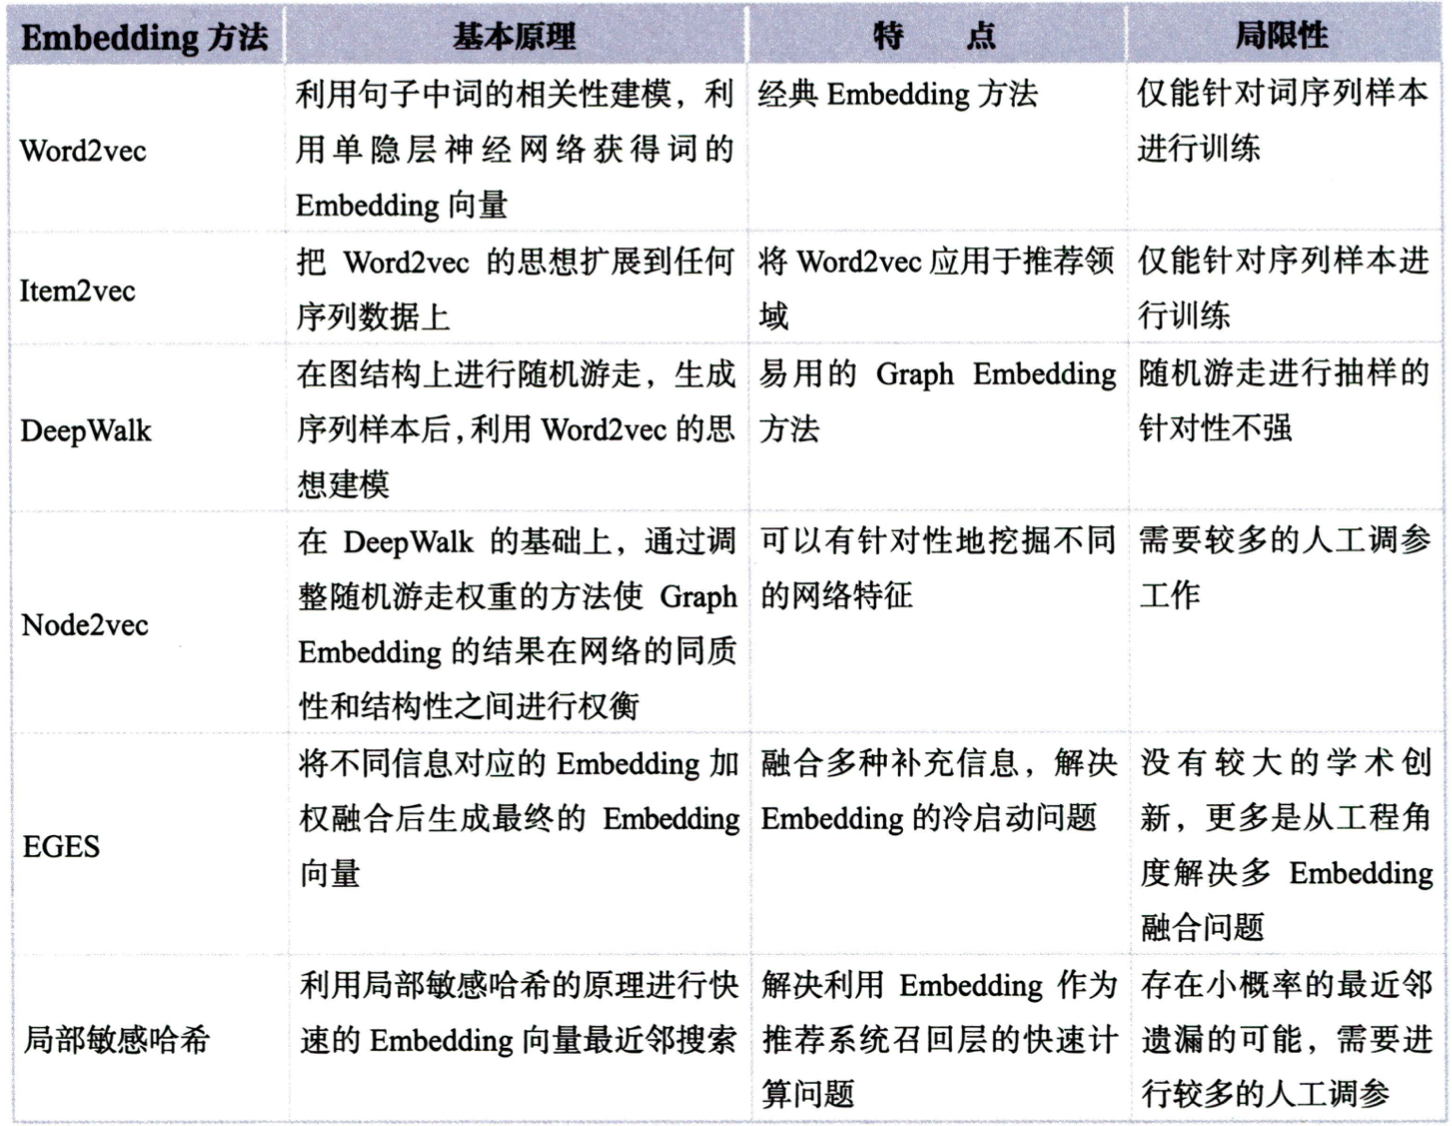 Embedding 方法 基本原理 特 点 局限性
Word2vec
利用句子中词的相关性建模，利
用单隐层神经网络获得词的
Embedding 向量
经典 Embedding 方法
仅能针对词序列样本
进行训练
Item2vec
把 Word2vec 的思想扩展到任何
序列数据上
将 Word2vec 应用于推荐领
域
仅能针对序列样本进
行训练
DeepWalk
在图结构上进行随机游走，生成
序列样本后，利用 Word2vec 的思
想建模
易用的 Graph Embedding
方法
随机游走进行抽样的
针对性不强
Node2vec
在 DeepWalk 的基础上，通过调
整随机游走权重的方法使 Graph
Embedding 的结果在网络的同质
性和结构性之间进行权衡
可以有针对性地挖掘不同
的网络特征
需要较多的人工调参
工作
EGES
将不同信息对应的 Embedding 加
权融合后生成最终的 Embedding
向量
融合多种补充信息，解决
Embedding 的冷启动问题
没有较大的学术创
新，更多是从工程角
度解决多 Embedding
融合问题
局部敏感哈希
利用局部敏感哈希的原理进行快
速的 Embedding 向量最近邻搜索
解决利用 Embedding 作为
推荐系统召回层的快速计
算问题
存在小概率的最近邻
遗漏的可能，需要进
行较多的人工调参